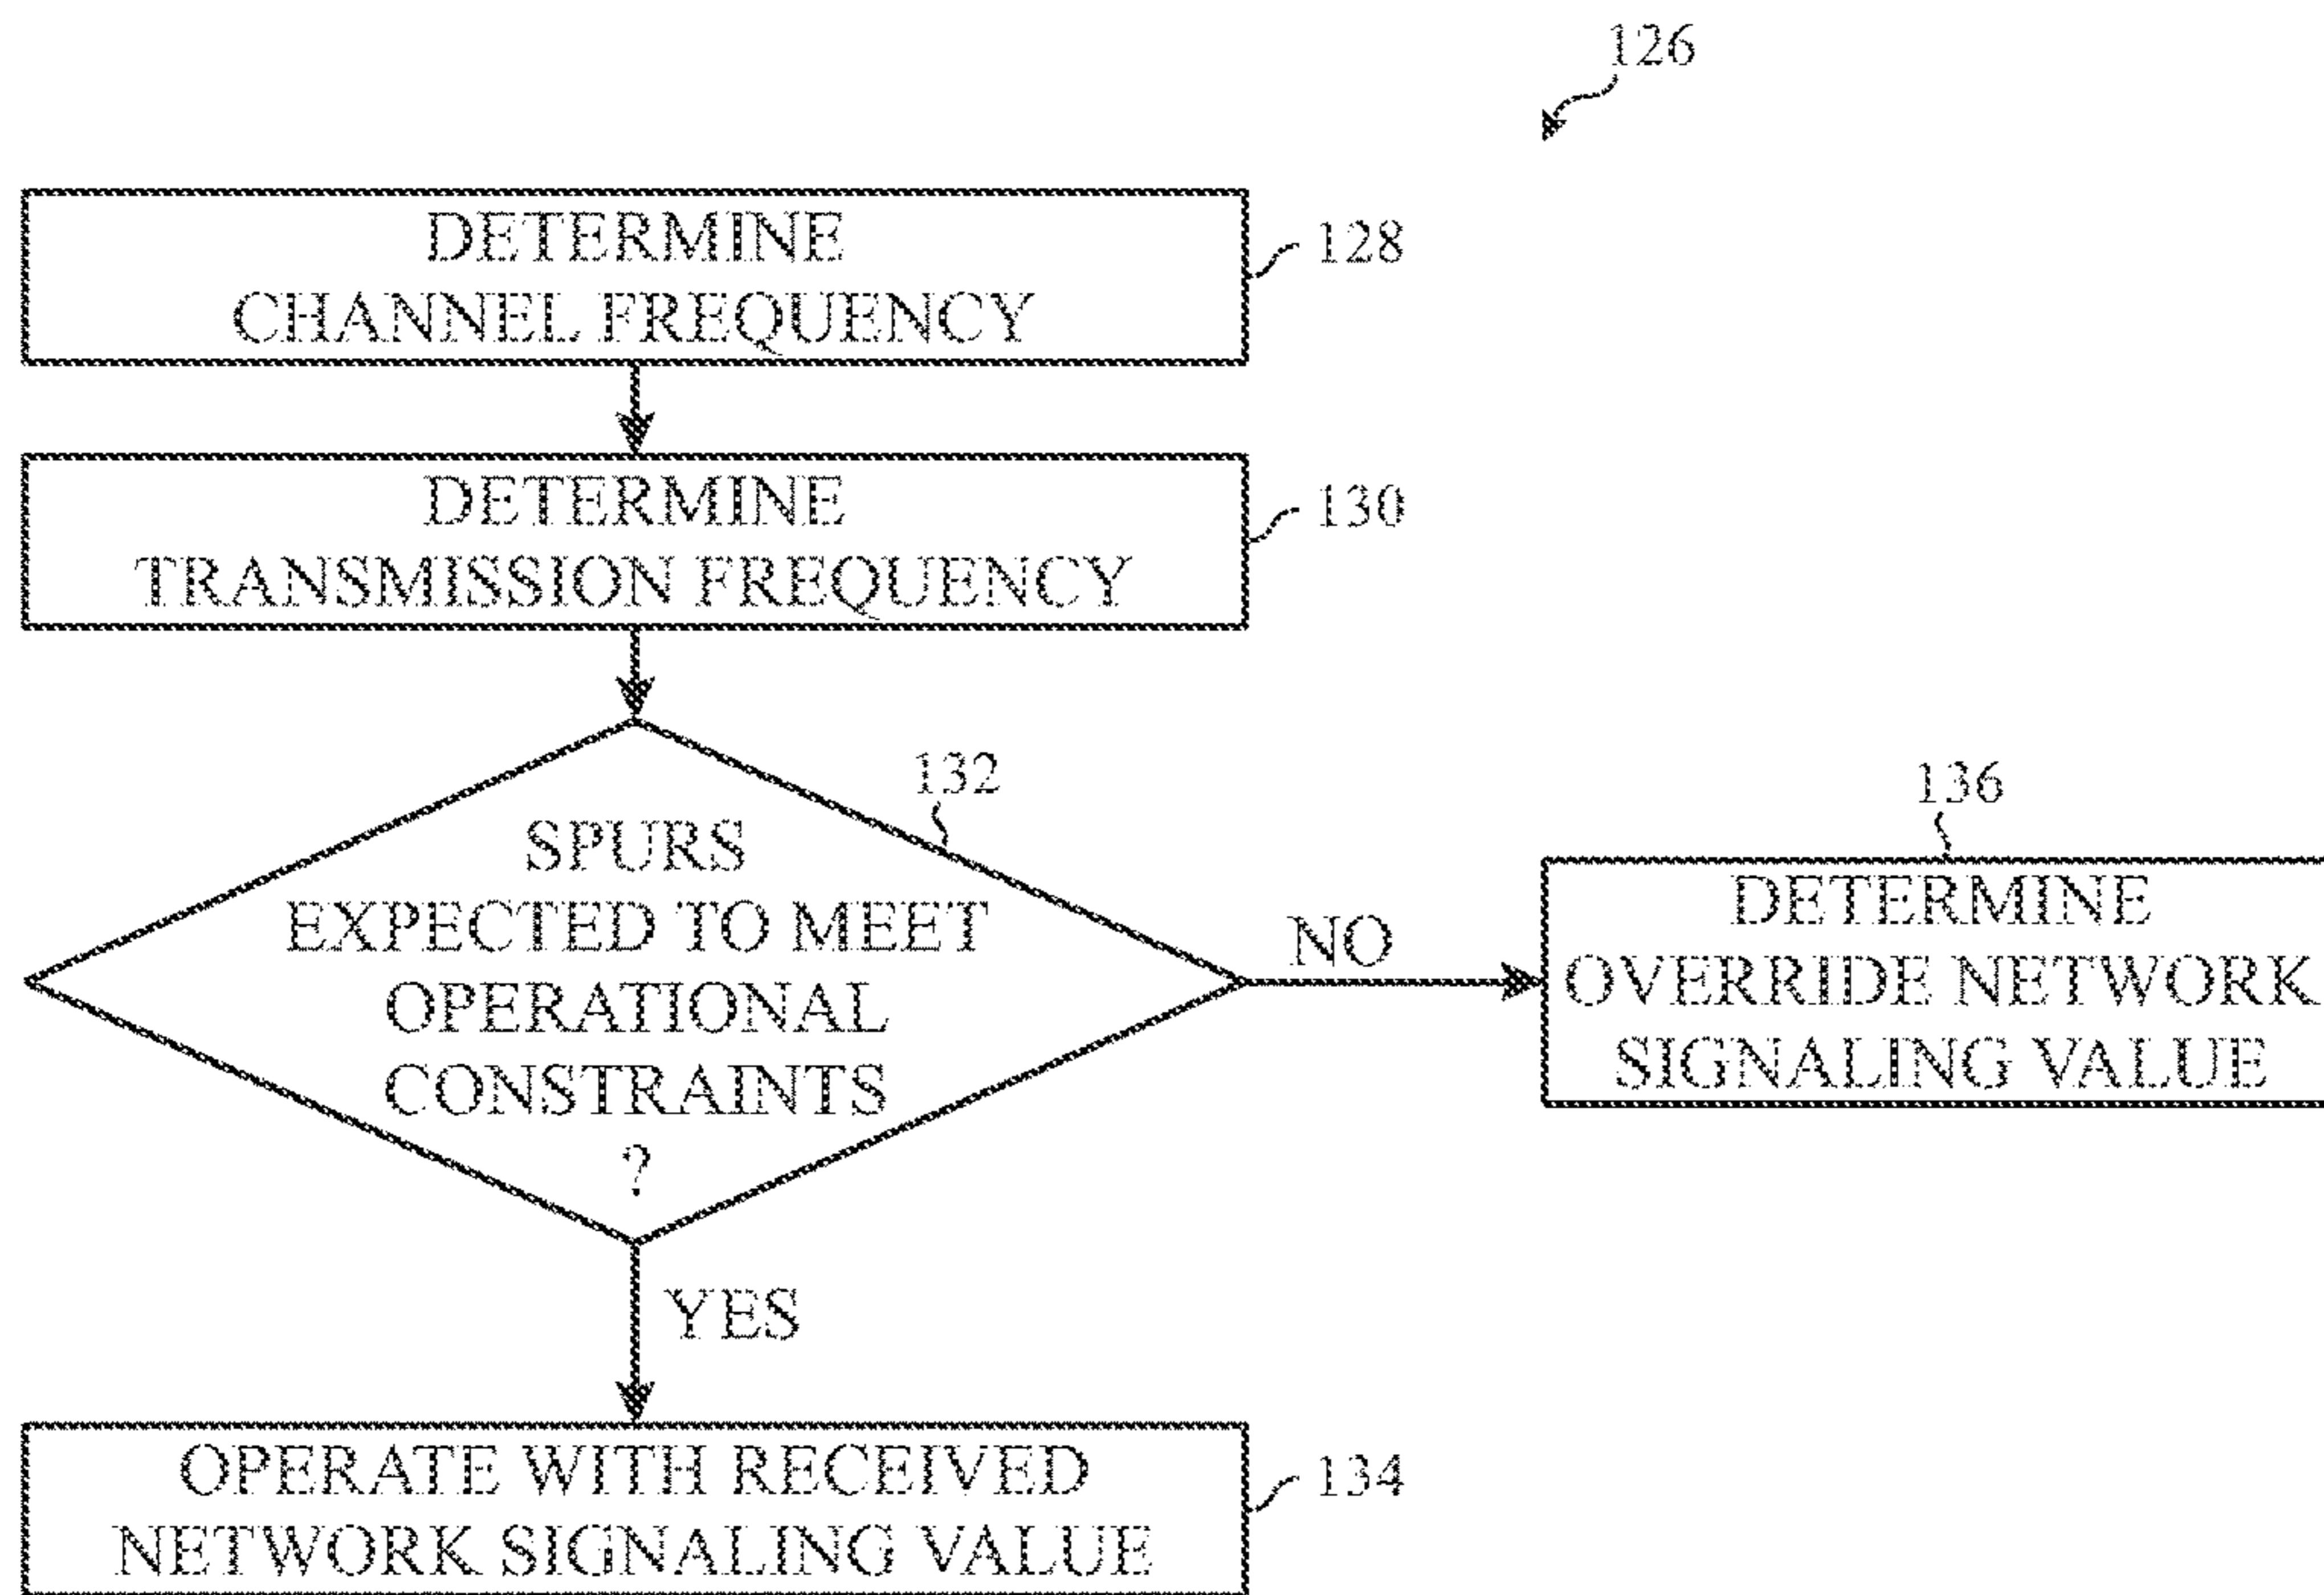 126
DETERMINE
CHANNEL FREQUENCY
128
DETERMINE
TRANSMISSION FREQUENCY
130
132
SPURS
EXPECTED TO MEET
OPERATIONAL
CONSTRAINTS
?
NO
136
DETERMINE
OVERRIDE NETWORK
SIGNALING VALUE
YES
OPERATE WITH RECEIVED
NETWORK SIGNALING VALUE
134